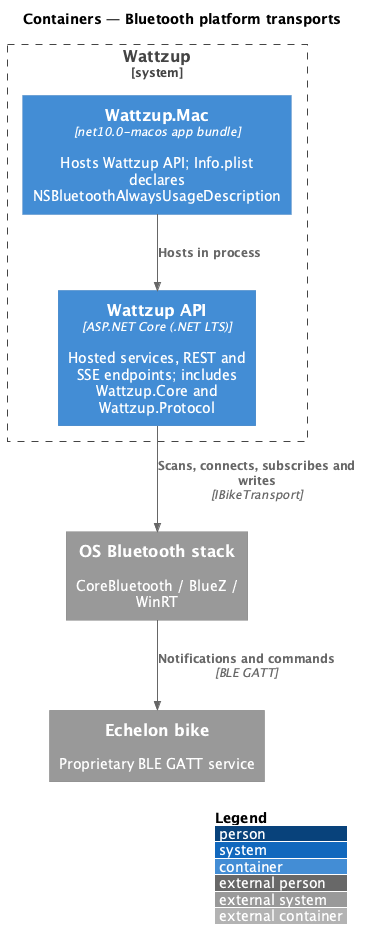 Containers — Bluetooth platform transports
Wattzup
[system]
Wattzup.Mac
[net10.0-macos app bundle]
Hosts Wattzup API; Info.plist
declares
NSBluetoothAlwaysUsageDescription
Hosts in process
Wattzup API
[ASP.NET Core (.NET LTS)]
Hosted services, REST and
SSE endpoints; includes
Wattzup.Core and
Wattzup.Protocol
Scans, connects, subscribes and
writes
[IBikeTransport]
OS Bluetooth stack
CoreBluetooth / BlueZ /
WinRT
Notifications and commands
[BLE GATT]
Echelon bike
Proprietary BLE GATT service
Legend
person
system
container
external person
external system
external container